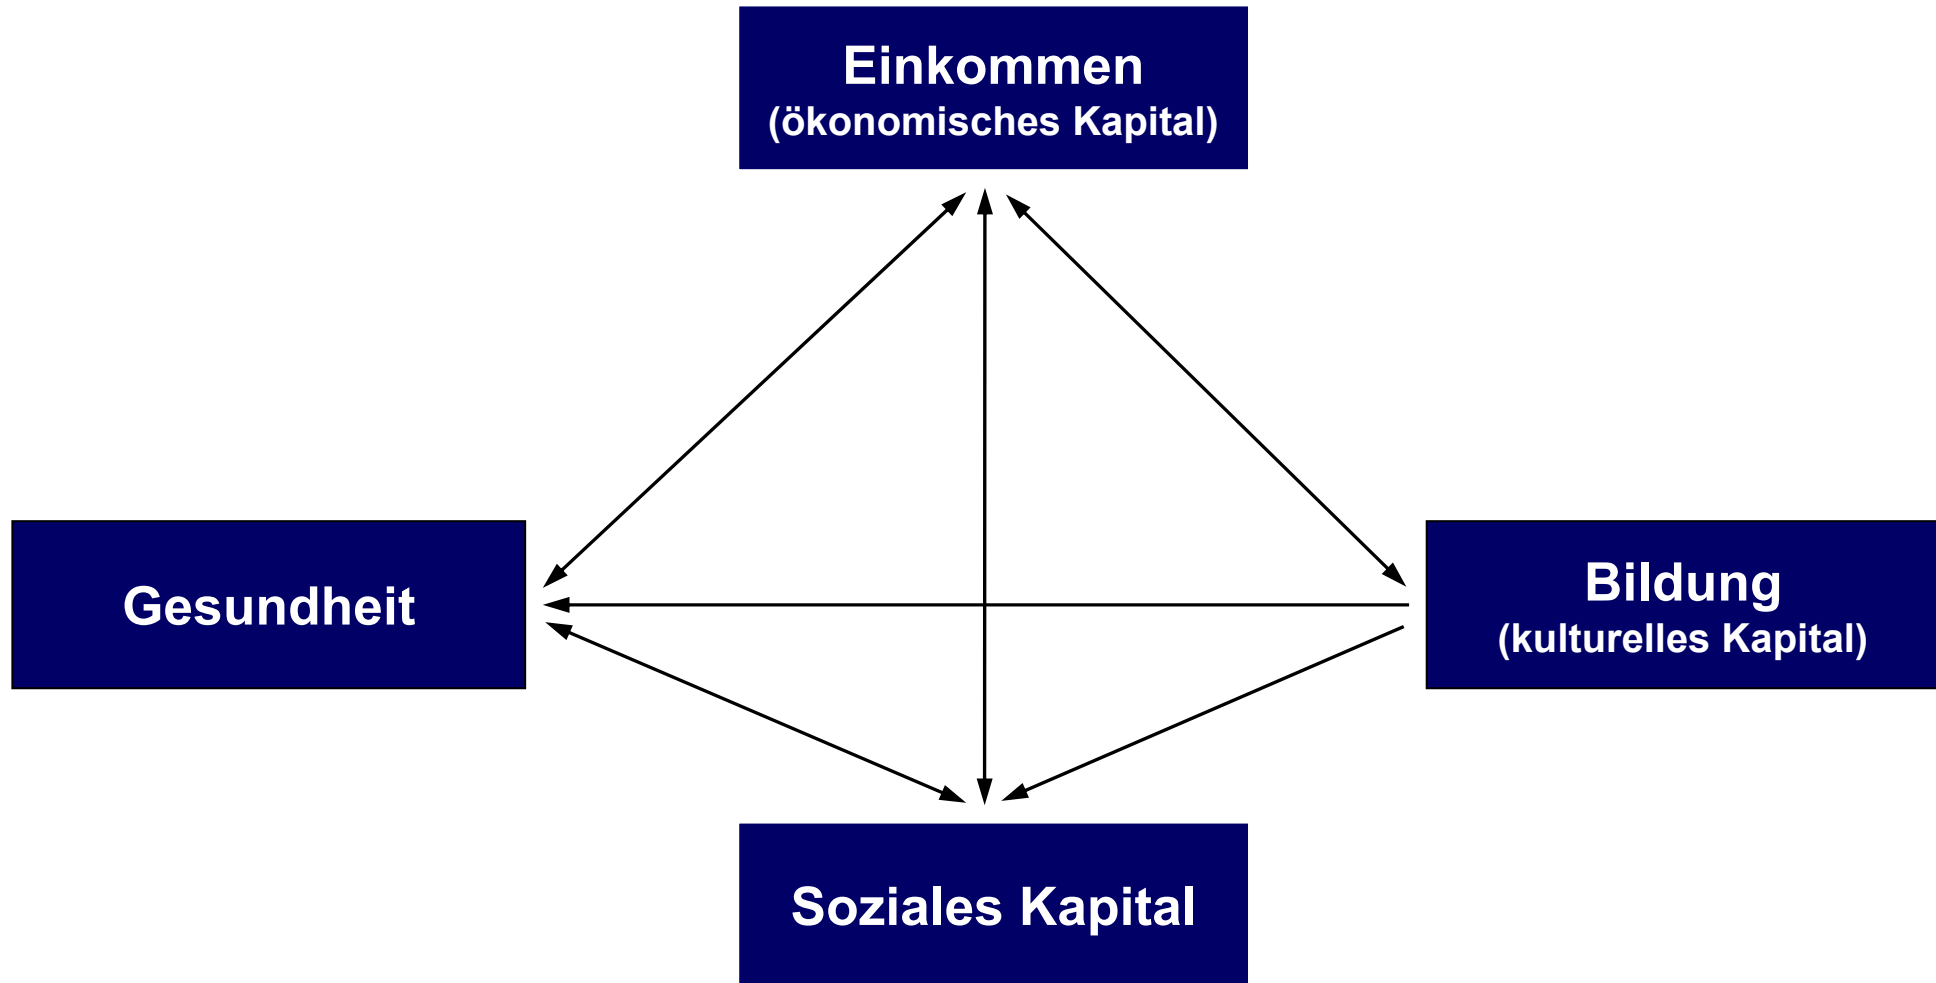 Einkommen
(ökonomisches Kapital)
Gesundheit
Bildung
(kulturelles Kapital)
Soziales Kapital